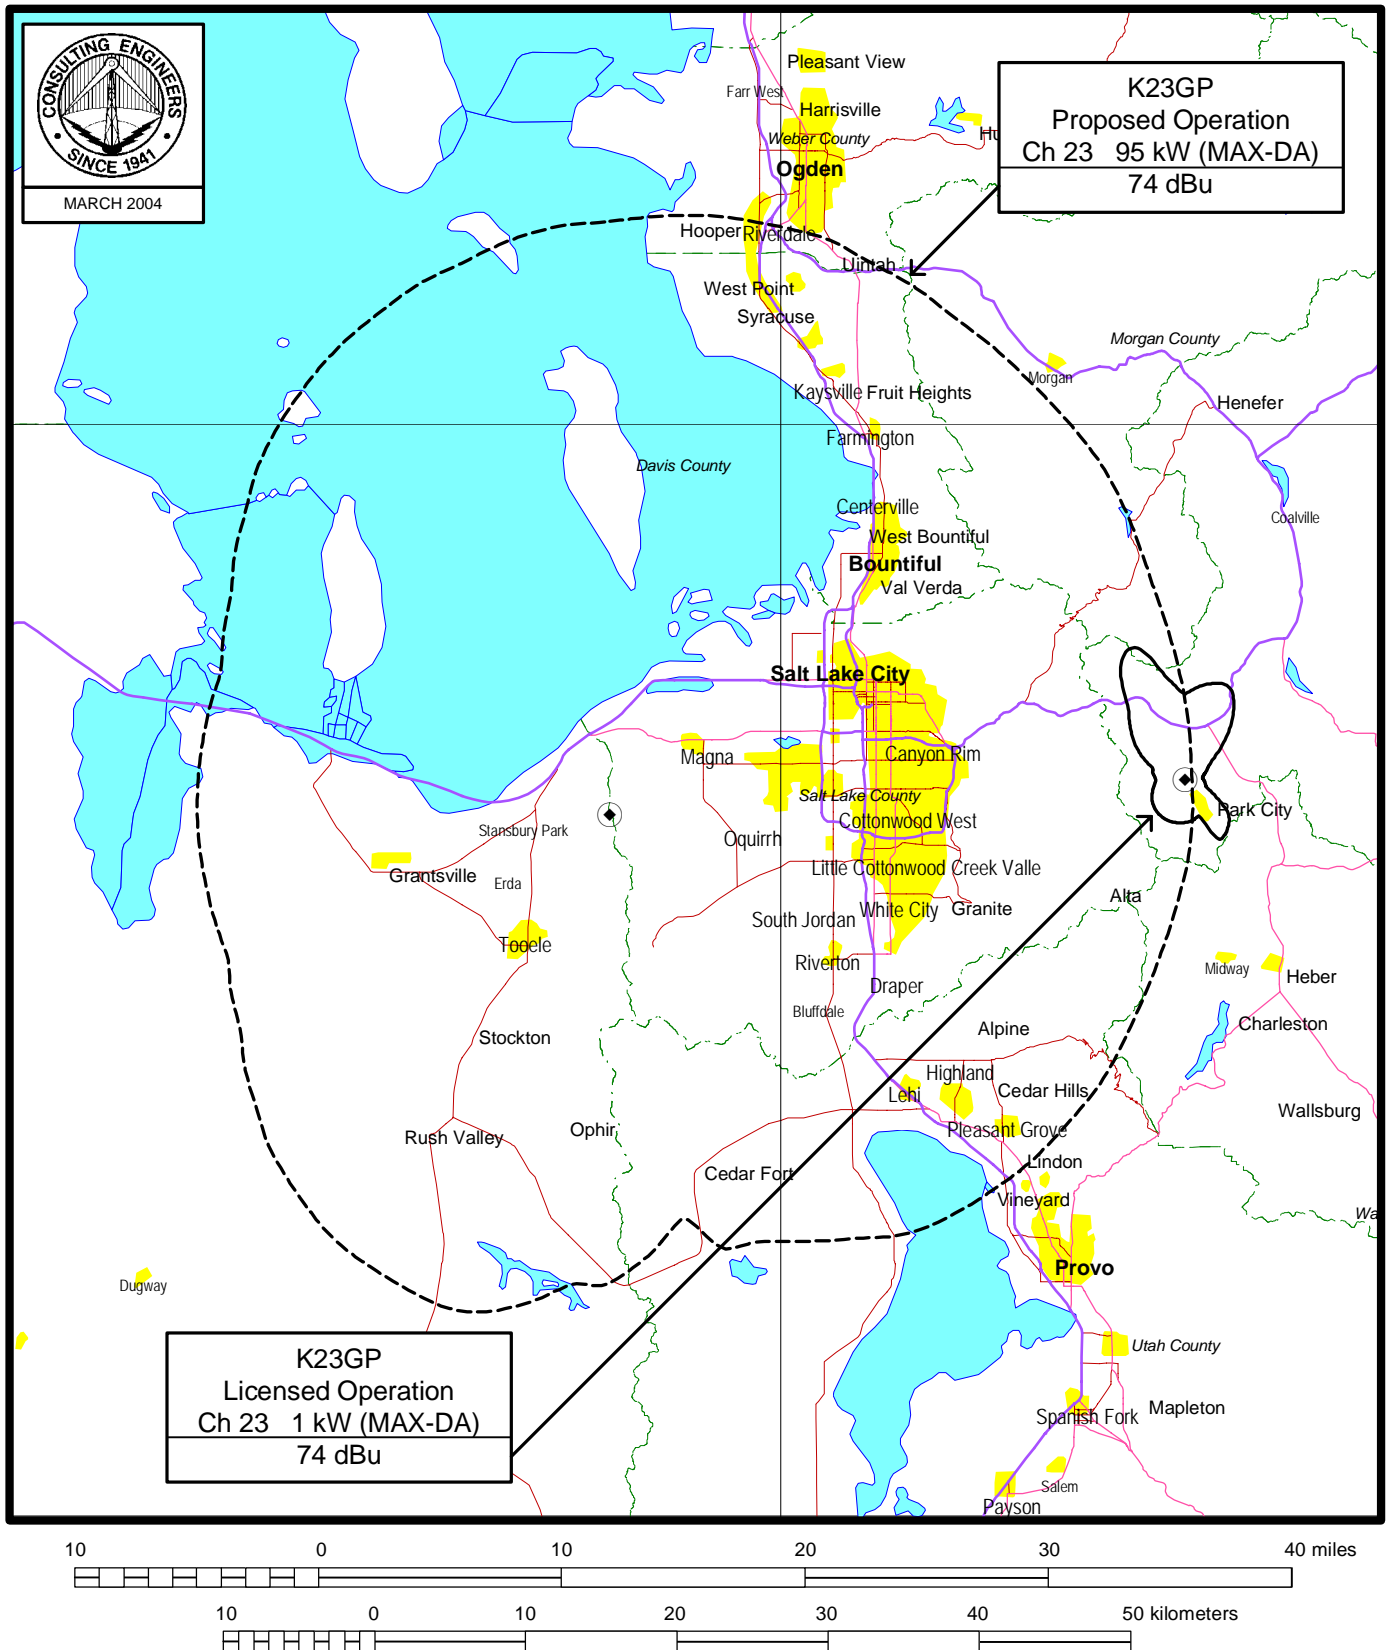 CONSULTING ENGINEERS
SINCE 1941
MARCH 2004
K23GP
Proposed Operation
Ch 23 95 kW (MAX-DA)
74 dBu
Pleasant View
Farr West
Harrisville
Hu
Weber County
Ogden
Hooper
Riverdale
Uintah
West Point
Syracuse
Morgan County
Morgan
Kaysville
Fruit Heights
Henefer
Farmington
Davis County
Centerville
Coalville
West Bountiful
Bountiful
Val Verda
Salt Lake City
Magna
Canyon Rim
Salt Lake County
Park City
Stansbury Park
Cottonwood West
Oquirrh
Grantsville
Erda
Little Cottonwood Creek Valle
Alta
South Jordan
White City
Granite
Tooele
Riverton
Midway
Heber
Draper
Bluffdale
Charleston
Stockton
Alpine
Highland
Lehi
Cedar Hills
Wallsburg
Rush Valley
Ophir
Pleasant Grove
Cedar Fort
Lindon
Vineyard
Wa
Provo
Dugway
Utah County
K23GP
Licensed Operation
Ch 23 1 kW (MAX-DA)
74 dBu
Mapleton
Spanish Fork
Salem
Payson
10 0 10 20 30 40 miles
10 0 10 20 30 40 50 kilometers